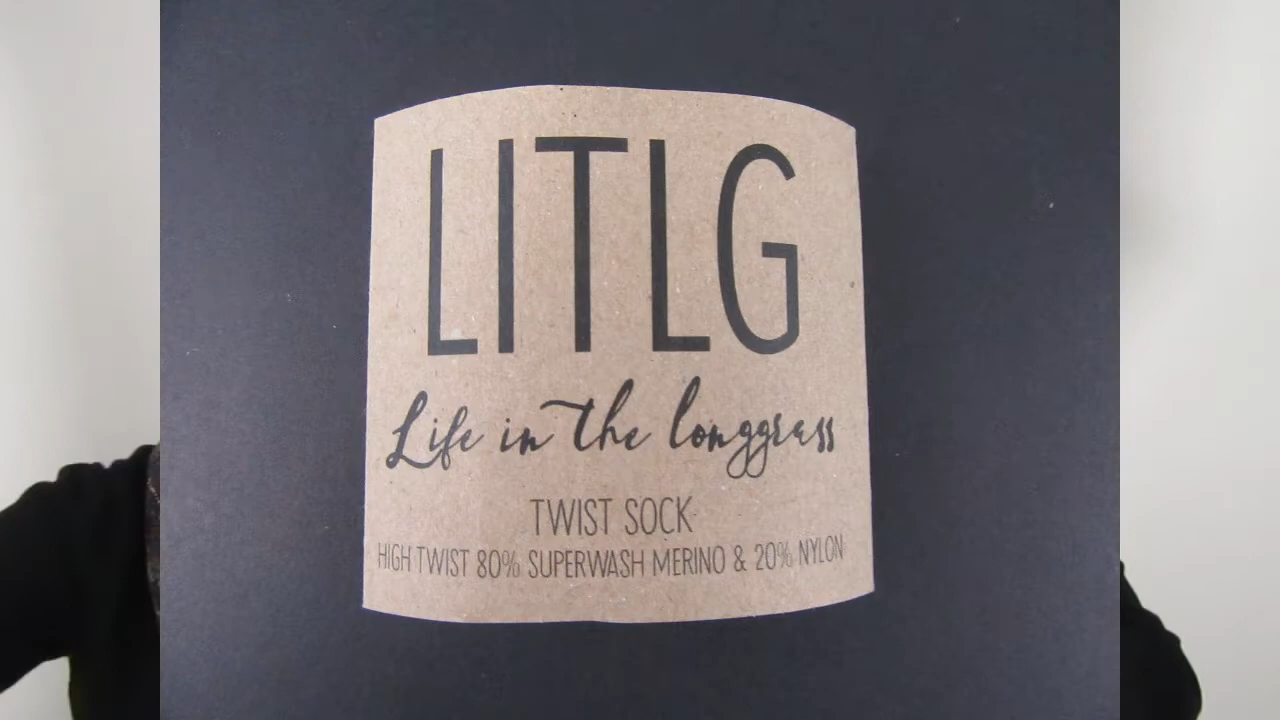 LITLG
Life in the longgrass
TWIST SOCK
HIGH TWIST 80% SUPERWASH MERINO & 20% NYLON